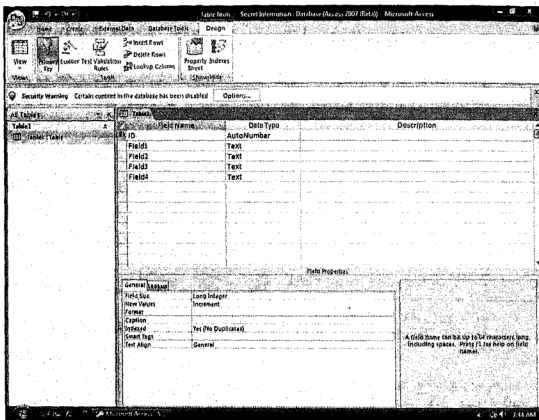 Table Tools Secret Information : Database (Access 2007 (Beta)) Microsoft Access
Home Create External Data Database Tools Design
View Primary Key Builder Test Validation Rules
Insert Rows
Delete Rows
Lookup Column
Property Sheet Indexes
Views Tools Show/Hide
Security Warning Certain content in the database has been disabled Options...
All Tables
Table1
Table1 : Table
Table1
Field Name Data Type Description
ID AutoNumber
Field1 Text
Field2 Text
Field3 Text
Field4 Text
Field Properties
General Lookup
Field Size Long Integer
New Values Increment
Format
Caption
Indexed Yes (No Duplicates)
Smart Tags
Text Align General
A field name can be up to 64 characters long,
including spaces. Press F1 for help on field
names.
Microsoft Access
7:44 AM